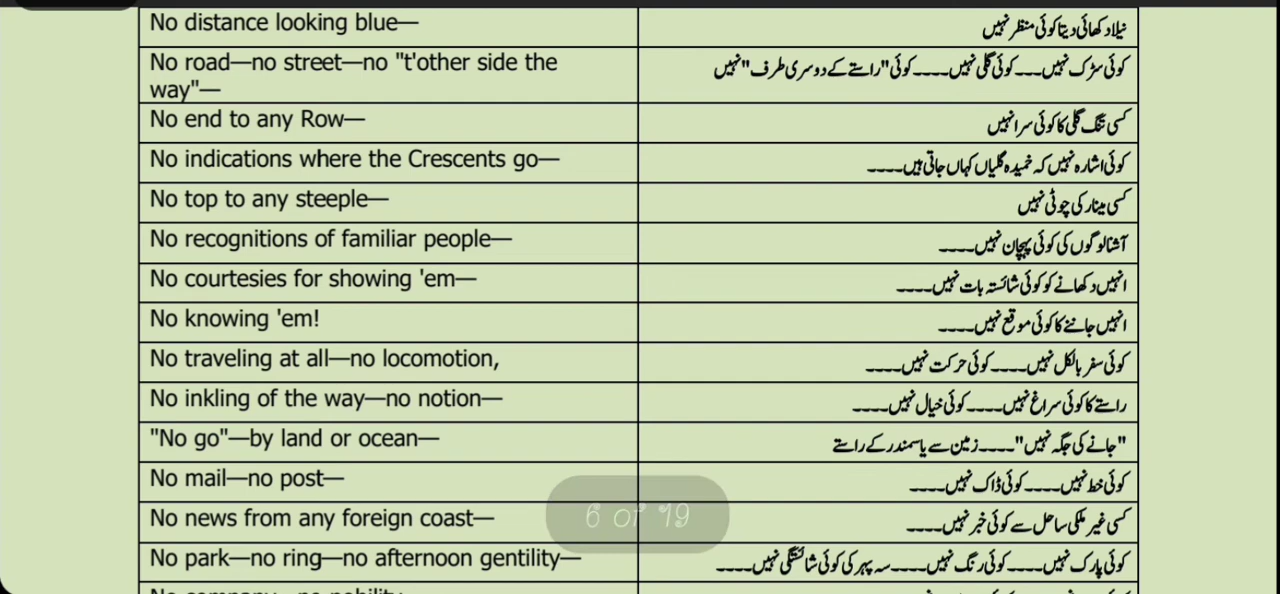 No distance looking blue—
نیلا دکھائی دیتا کوئی منظر نہیں
No road—no street—no "t'other side the
way"—
کوئی سڑک نہیں۔۔۔کوئی گلی نہیں۔۔۔۔کوئی "راستے کے دوسری طرف" نہیں
No end to any Row—
کسی تنگ گلی کا کوئی سرا نہیں
No indications where the Crescents go—
کوئی اشارہ نہیں کہ خمیدہ گلیاں کہاں جاتی ہیں۔۔۔۔
No top to any steeple—
کسی مینار کی چوٹی نہیں
No recognitions of familiar people—
آشنا لوگوں کی کوئی پہچان نہیں۔۔۔۔
No courtesies for showing 'em—
انہیں دکھانے کو کوئی شائستہ بات نہیں۔۔۔۔
No knowing 'em!
انہیں جاننے کا کوئی موقع نہیں۔۔۔۔
No traveling at all—no locomotion,
کوئی سفر بالکل نہیں۔۔۔۔کوئی حرکت نہیں۔۔۔۔
No inkling of the way—no notion—
راستے کا کوئی سراغ نہیں۔۔۔۔کوئی خیال نہیں۔۔۔۔
"No go"—by land or ocean—
"جانے کی جگہ نہیں"۔۔۔۔زمین سے یا سمندر کے راستے
No mail—no post—
کوئی خط نہیں۔۔۔۔کوئی ڈاک نہیں۔۔۔۔
6 of 19
No news from any foreign coast—
کسی غیر ملکی ساحل سے کوئی خبر نہیں۔۔۔۔
No park—no ring—no afternoon gentility—
کوئی پارک نہیں۔۔۔۔کوئی رنگ نہیں۔۔۔۔سہ پہر کی کوئی شائستگی نہیں۔۔۔۔
No company—no nobility